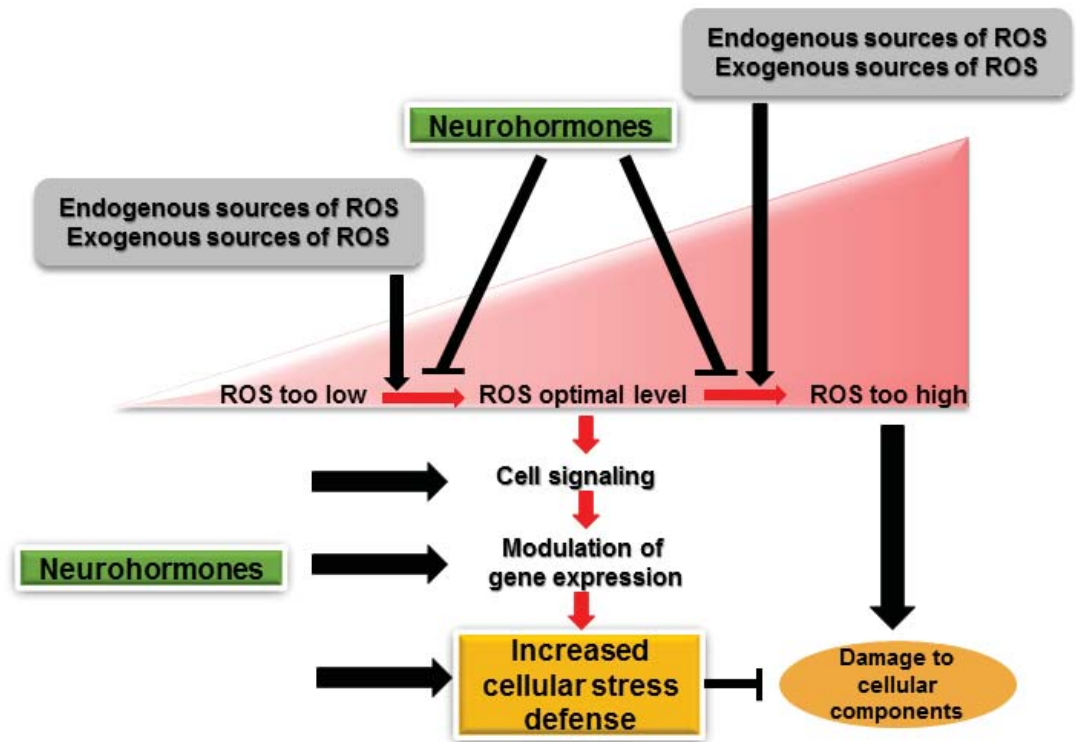 Endogenous sources of ROS
Exogenous sources of ROS
Neurohormones
Endogenous sources of ROS
Exogenous sources of ROS
ROS too low
ROS optimal level
ROS too high
Cell signaling
Neurohormones
Modulation of
gene expression
Increased
cellular stress
defense
Damage to
cellular
components